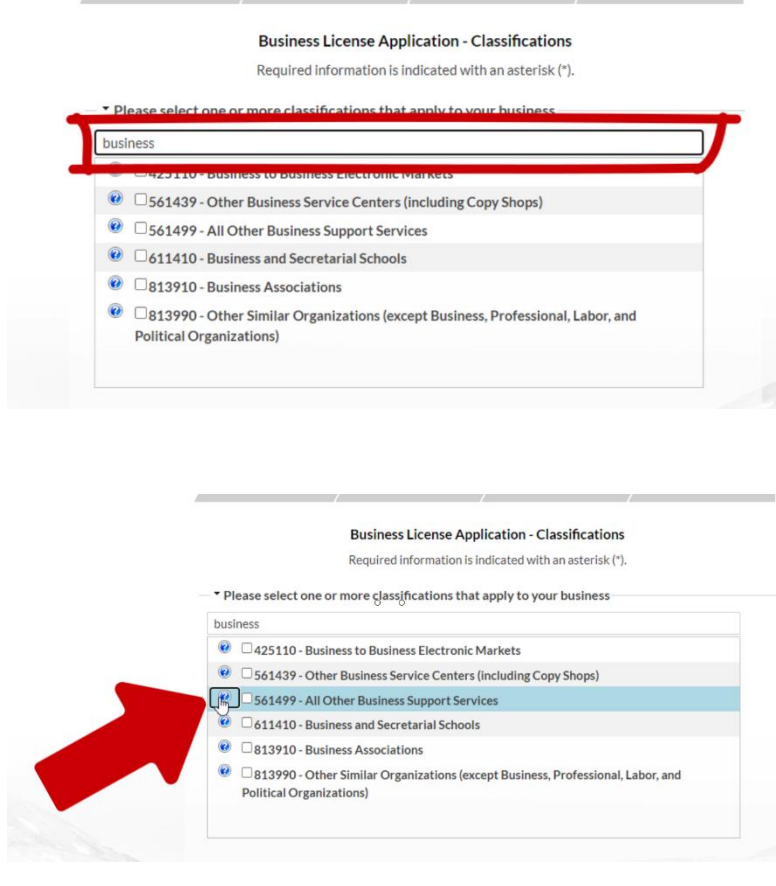 Business License Application - Classifications
Required information is indicated with an asterisk (*).
Please select one or more classifications that apply to your business
business
425110 - Business to Business Electronic Markets
561439 - Other Business Service Centers (including Copy Shops)
561499 - All Other Business Support Services
611410 - Business and Secretarial Schools
813910 - Business Associations
813990 - Other Similar Organizations (except Business, Professional, Labor, and
Political Organizations)
Business License Application - Classifications
Required information is indicated with an asterisk (*).
Please select one or more classifications that apply to your business
business
425110 - Business to Business Electronic Markets
561439 - Other Business Service Centers (including Copy Shops)
561499 - All Other Business Support Services
611410 - Business and Secretarial Schools
813910 - Business Associations
813990 - Other Similar Organizations (except Business, Professional, Labor, and
Political Organizations)